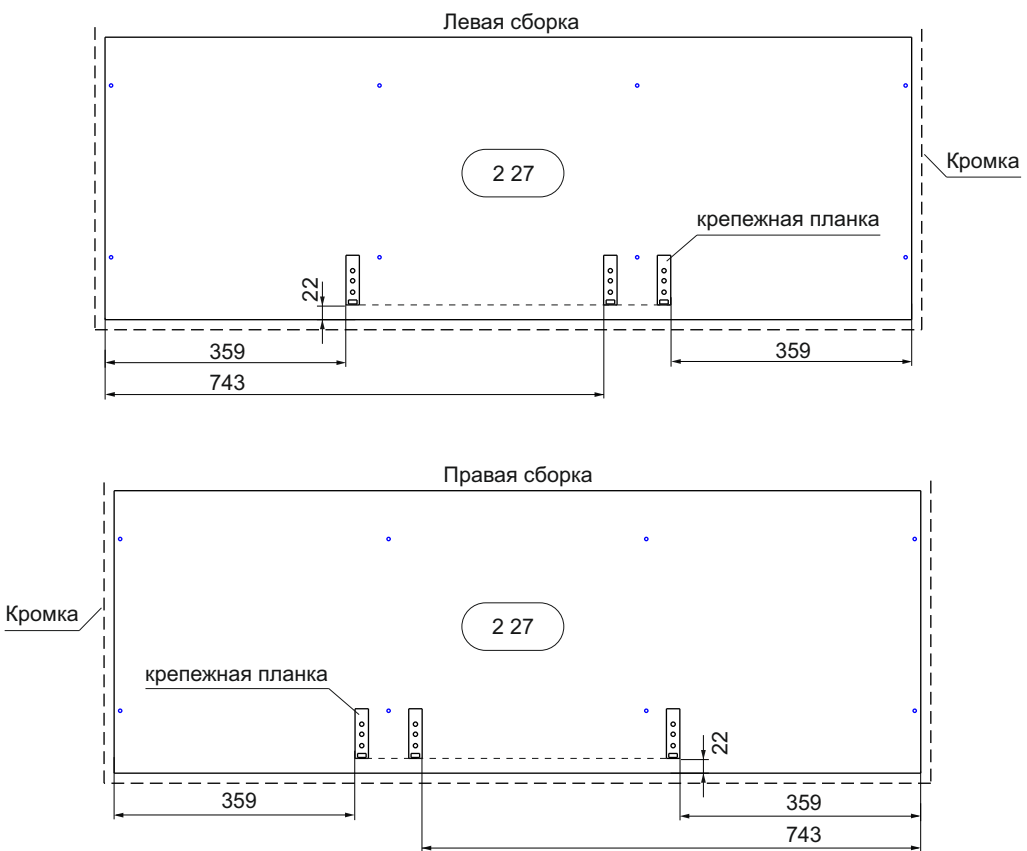 Левая сборка
2 27
Кромка
крепежная планка
22
359
359
743
Правая сборка
Кромка
2 27
крепежная планка
22
359
359
743